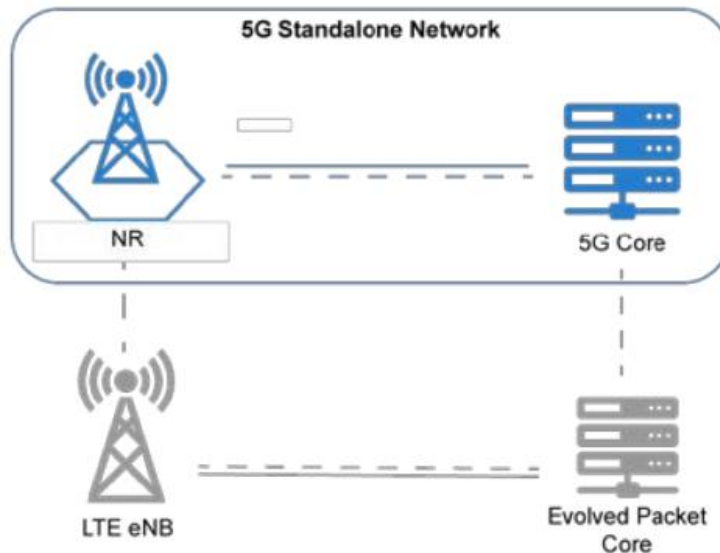 5G Standalone Network
NR
5G Core
LTE eNB
Evolved Packet
Core